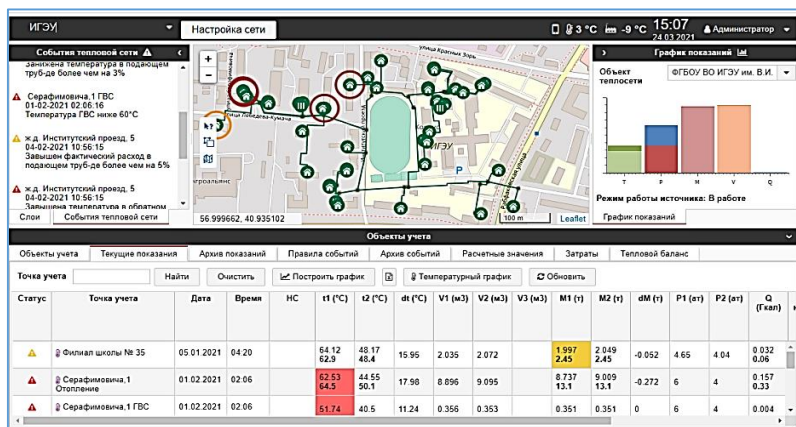 ИГЭУ
Настройка сети
3 °C -9 °C 15:07 Администратор
24.03.2021
События тепловой сети
Занижена температура в подающем
труб-де более чем на 3%
Серафимовича,1 ГВС
01-02-2021 02:06:16
Температура ГВС ниже 60°C
ж.д. Институтский проезд, 5
04-02-2021 10:56:15
Завышен фактический расход в
подающем труб-де более чем на 5%
ж.д. Институтский проезд, 5
04-02-2021 10:56:15
Завышена температура в обратном
Слои События тепловой сети
+
−
улица Красных Зорь
улица Лебедева-Кумача
ИГЭУ
P
56.999662, 40.935102
100 m Leaflet
График показаний
Объект
теплосети
ФГБОУ ВО ИГЭУ им. В.И.
T P M V Q
Режим работы источника: В работе
График показаний
Объекты учета
Объекты учета Текущие показания Архив показаний Правила событий Архив событий Расчетные значения Затраты Тепловой баланс
Точка учета Найти Очистить Построить график Температурный график Обновить
Статус Точка учета Дата Время НС t1 (°C) t2 (°C) dt (°C) V1 (м3) V2 (м3) V3 (м3) M1 (т) M2 (т) dM (т) P1 (ат) P2 (ат) Q
(Гкал)
Филиал школы № 35 05.01.2021 04:20 64.12 48.17 15.95 2.035 2.072 1.997 2.049 -0.052 4.65 4.04 0.032
62.9 48.4 2.45 2.45 0.06
Серафимовича,1 01.02.2021 02:06 62.53 44.55 17.98 8.896 9.095 8.737 9.009 -0.272 6 4 0.157
Отопление 64.5 50.1 13.1 13.1 0.33
Серафимовича,1 ГВС 01.02.2021 02:06 51.74 40.5 11.24 0.356 0.353 0.351 0.351 0 6 4 0.004